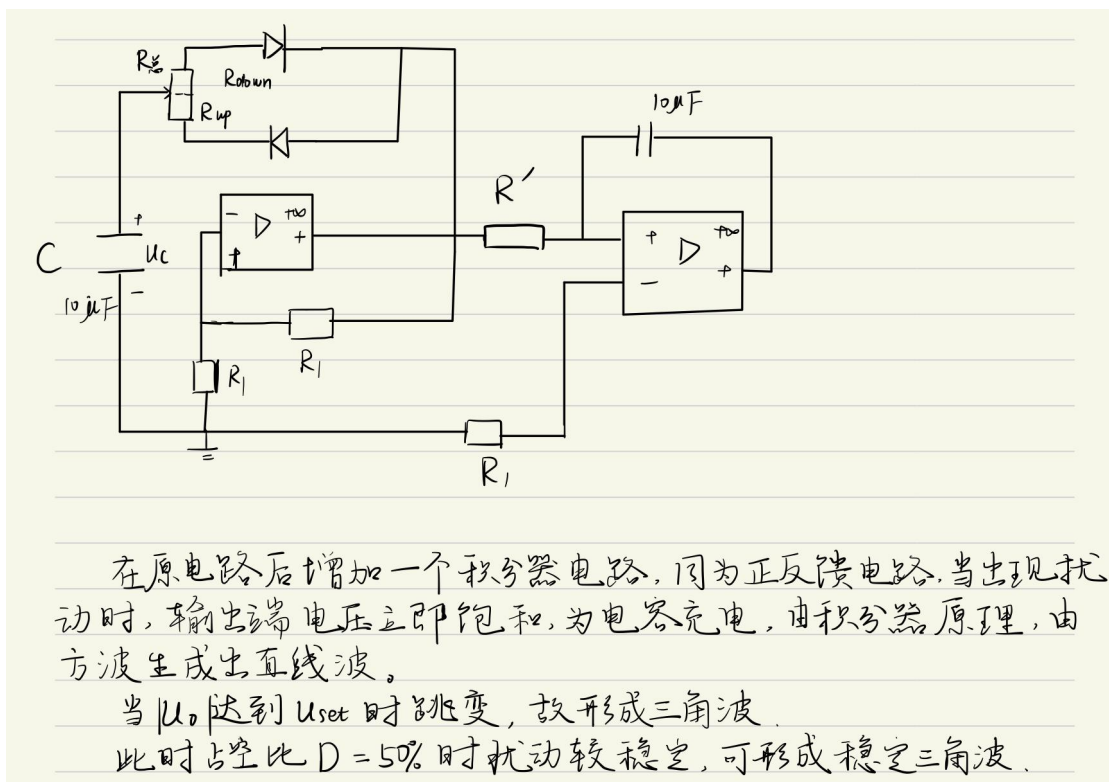 R总
Rdown
Rup
10μF
R′
- ▷ +∞
+
+
+ ▷ +∞
+
-
C
+
uc
-
10μF
R1
R1
R1
在原电路后增加一个积分器电路,同为正反馈电路.当出现扰
动时,输出端电压立即饱和,为电容充电,由积分器原理,由
方波生成出直线波。
当|u0|达到uset时跳变,故形成三角波.
此时占空比D=50%时扰动较稳定,可形成稳定三角波.